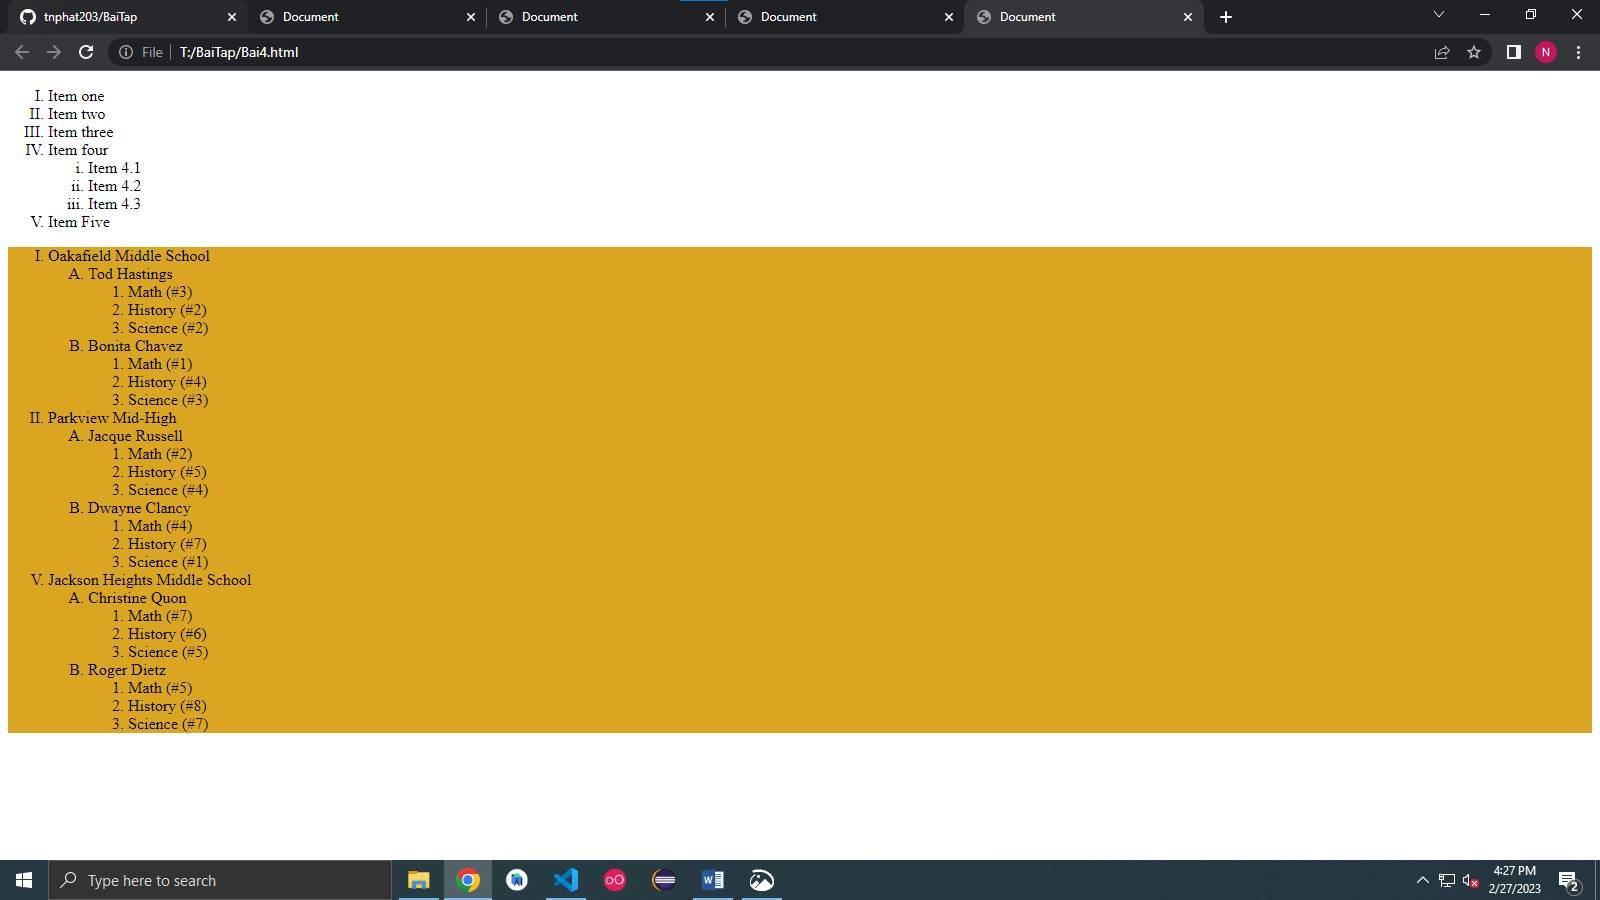 tnphat203/BaiTap
Document
Document
Document
Document
File
T:/BaiTap/Bai4.html
N
I. Item one
II. Item two
III. Item three
IV. Item four
i. Item 4.1
ii. Item 4.2
iii. Item 4.3
V. Item Five
I. Oakafield Middle School
A. Tod Hastings
1. Math (#3)
2. History (#2)
3. Science (#2)
B. Bonita Chavez
1. Math (#1)
2. History (#4)
3. Science (#3)
II. Parkview Mid-High
A. Jacque Russell
1. Math (#2)
2. History (#5)
3. Science (#4)
B. Dwayne Clancy
1. Math (#4)
2. History (#7)
3. Science (#1)
V. Jackson Heights Middle School
A. Christine Quon
1. Math (#7)
2. History (#6)
3. Science (#5)
B. Roger Dietz
1. Math (#5)
2. History (#8)
3. Science (#7)
Type here to search
4:27 PM
2/27/2023
2